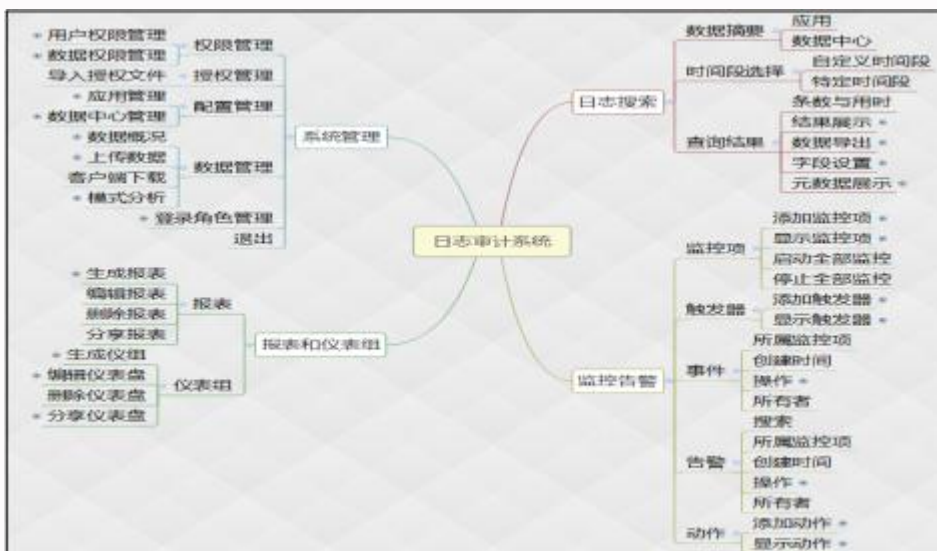 日志审计系统
系统管理
权限管理
用户权限管理
数据权限管理
授权管理
导入授权文件
配置管理
应用管理
数据中心管理
数据管理
数据概况
上传数据
客户端下载
模式分析
登录角色管理
退出
报表和仪表组
报表
生成报表
编辑报表
删除报表
分享报表
仪表组
生成仪组
编辑仪表盘
删除仪表盘
分享仪表盘
日志搜索
数据摘要
应用
数据中心
时间段选择
自定义时间段
特定时间段
查询结果
条数与用时
结果展示
数据导出
字段设置
元数据展示
监控告警
监控项
添加监控项
显示监控项
启动全部监控
停止全部监控
触发器
添加触发器
显示触发器
事件
所属监控项
创建时间
操作
所有者
告警
搜索
所属监控项
创建时间
操作
所有者
动作
添加动作
显示动作